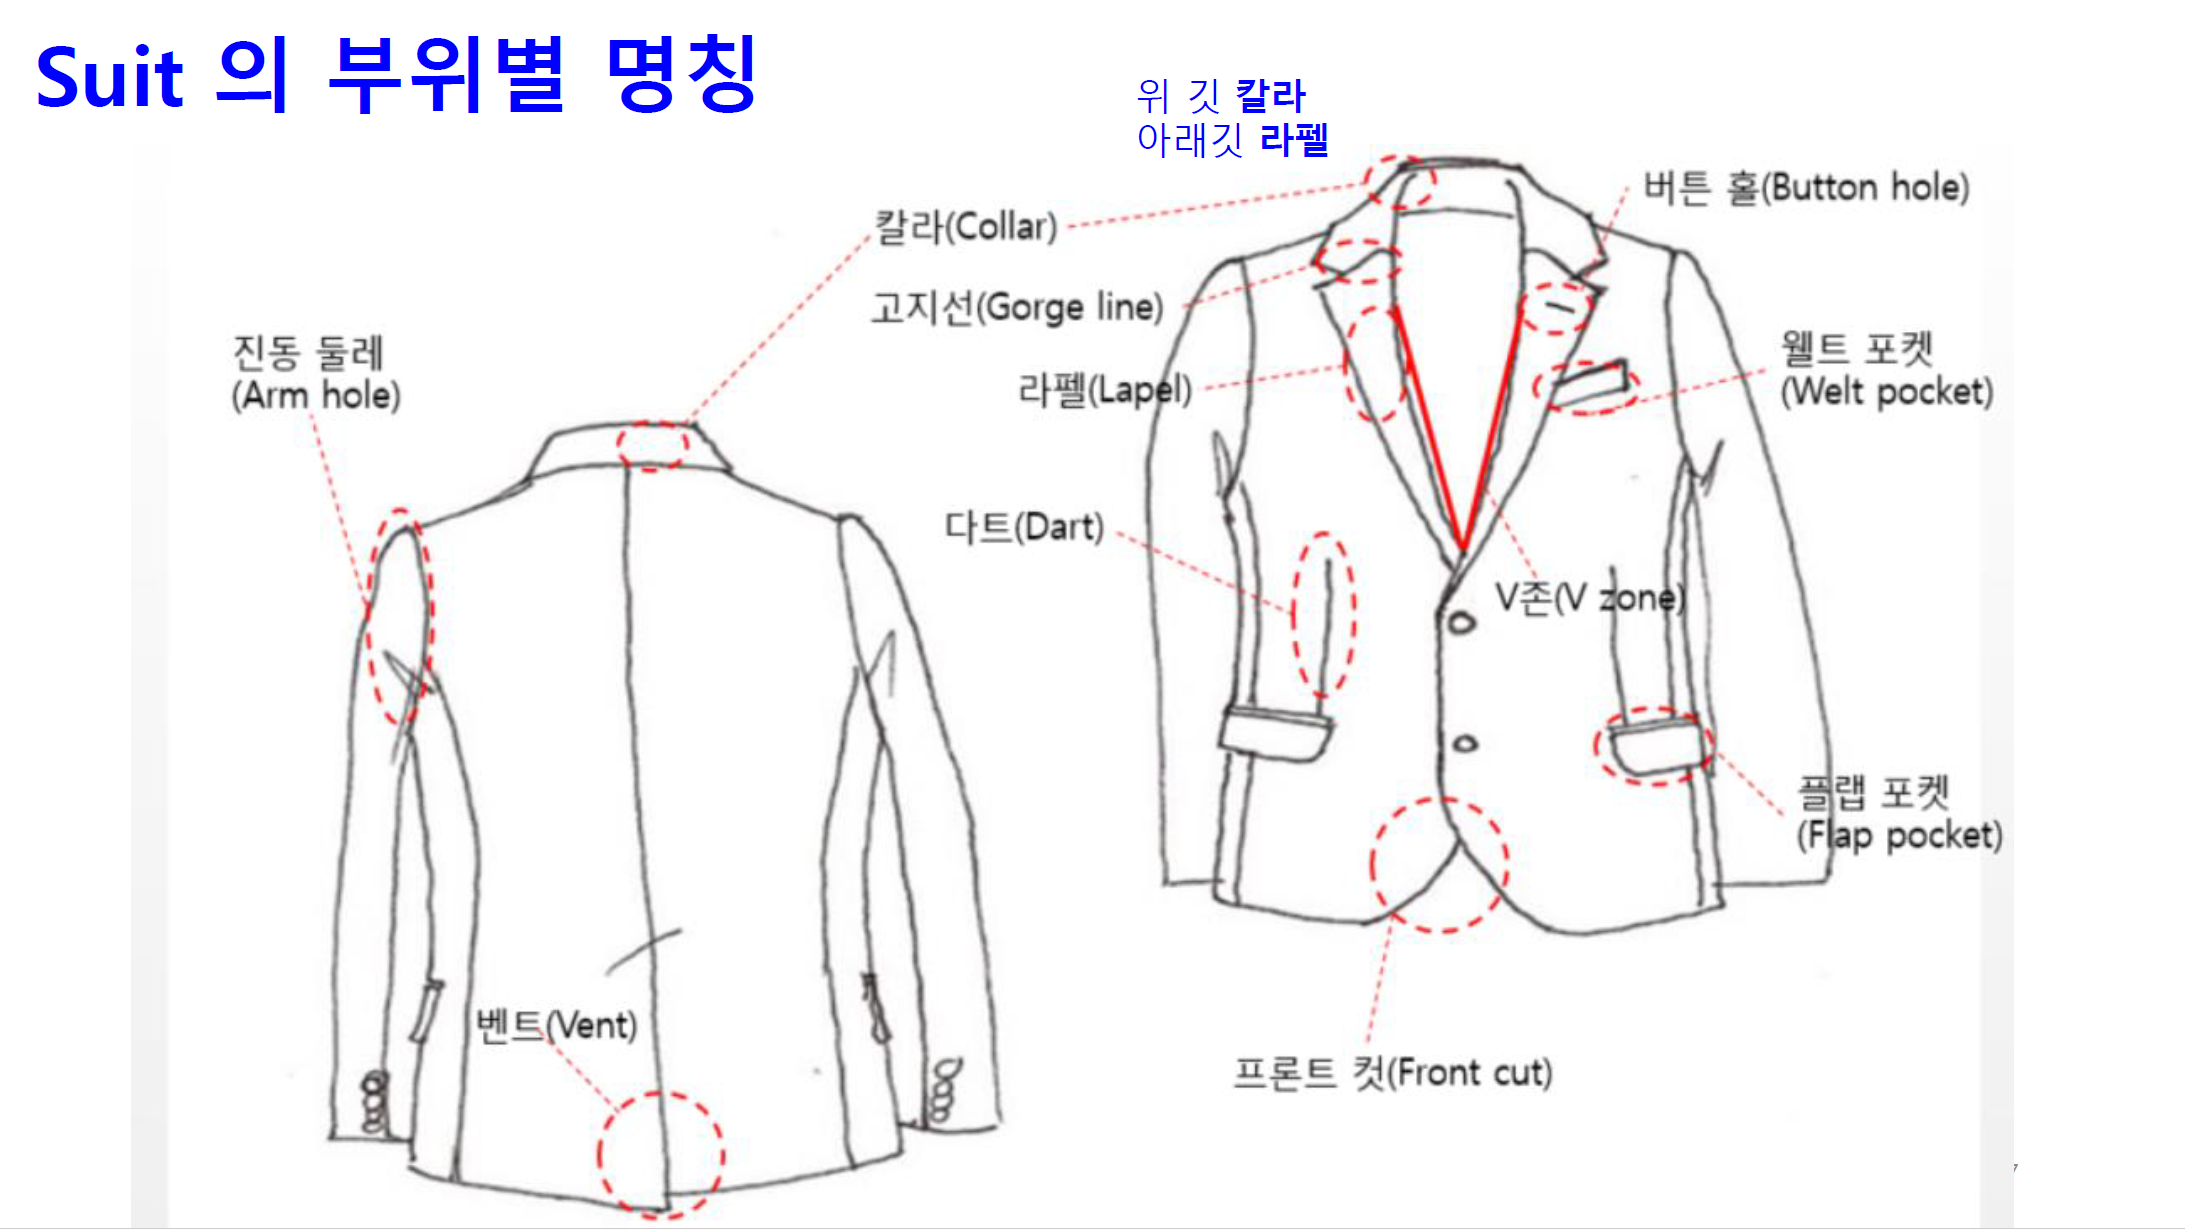 Suit 의 부위별 명칭
위 깃 칼라
아래깃 라펠
버튼 홀(Button hole)
칼라(Collar)
고지선(Gorge line)
진동 둘레
(Arm hole)
웰트 포켓
(Welt pocket)
라펠(Lapel)
다트(Dart)
V존(V zone)
플랩 포켓
(Flap pocket)
벤트(Vent)
프론트 컷(Front cut)